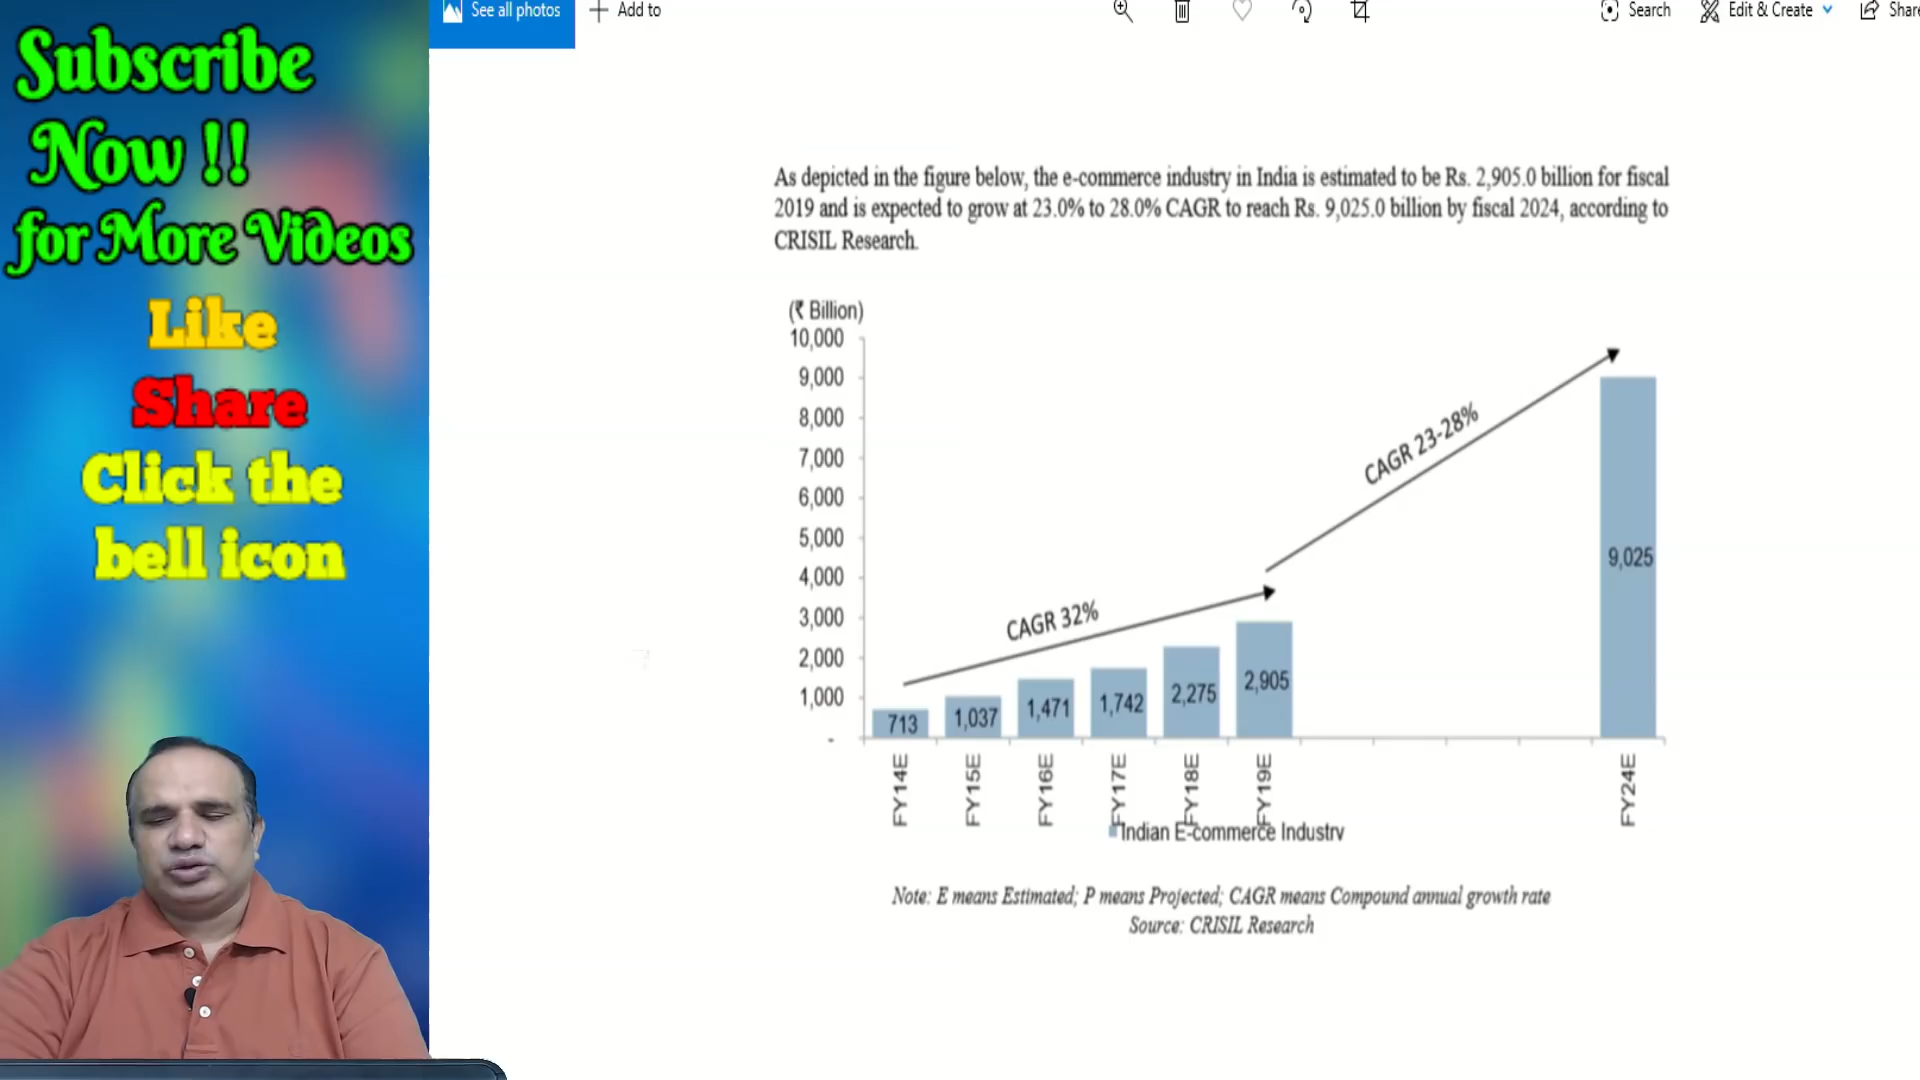 Subscribe
Now !!
for More Videos
Like
Share
Click the
bell icon
See all photos
Add to
Search
Edit & Create
Share
As depicted in the figure below, the e-commerce industry in India is estimated to be Rs. 2,905.0 billion for fiscal
2019 and is expected to grow at 23.0% to 28.0% CAGR to reach Rs. 9,025.0 billion by fiscal 2024, according to
CRISIL Research.
(₹ Billion)
10,000
9,000
8,000
7,000
6,000
5,000
4,000
3,000
2,000
1,000
-
CAGR 32%
CAGR 23-28%
713
1,037
1,471
1,742
2,275
2,905
9,025
FY14E
FY15E
FY16E
FY17E
FY18E
FY19E
FY24E
Indian E-commerce Industry
Note: E means Estimated; P means Projected; CAGR means Compound annual growth rate
Source: CRISIL Research